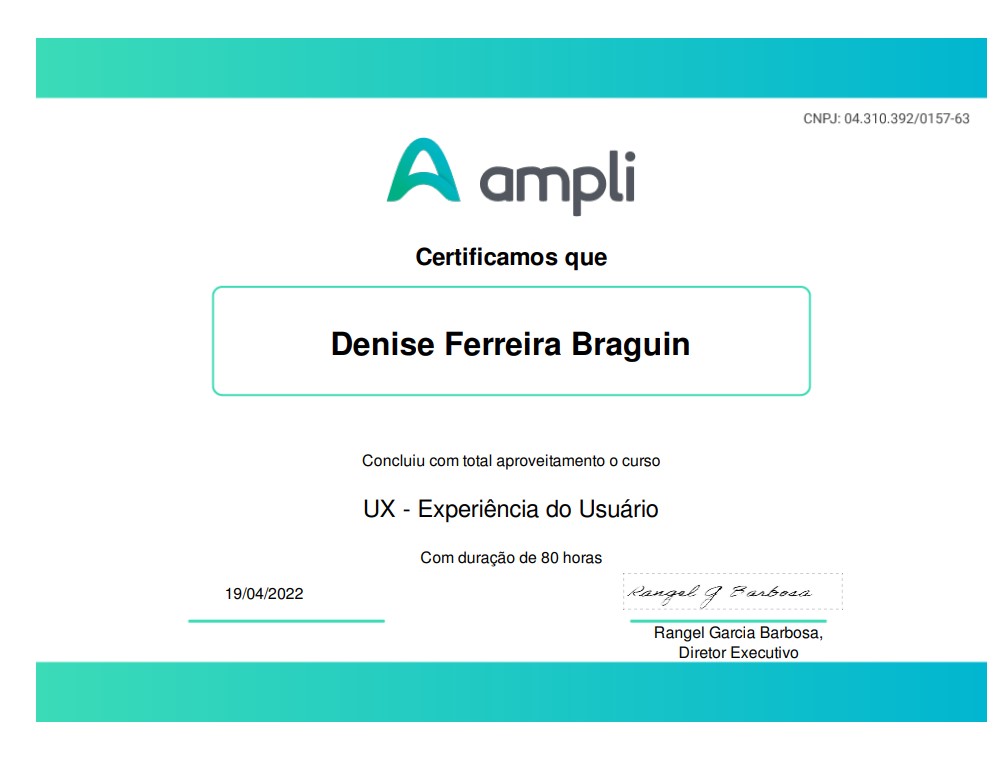 CNPJ: 04.310.392/0157-63
ampli
Certificamos que
Denise Ferreira Braguin
Concluiu com total aproveitamento o curso
UX - Experiência do Usuário
Com duração de 80 horas
19/04/2022
Rangel G Barbosa
Rangel Garcia Barbosa,
Diretor Executivo